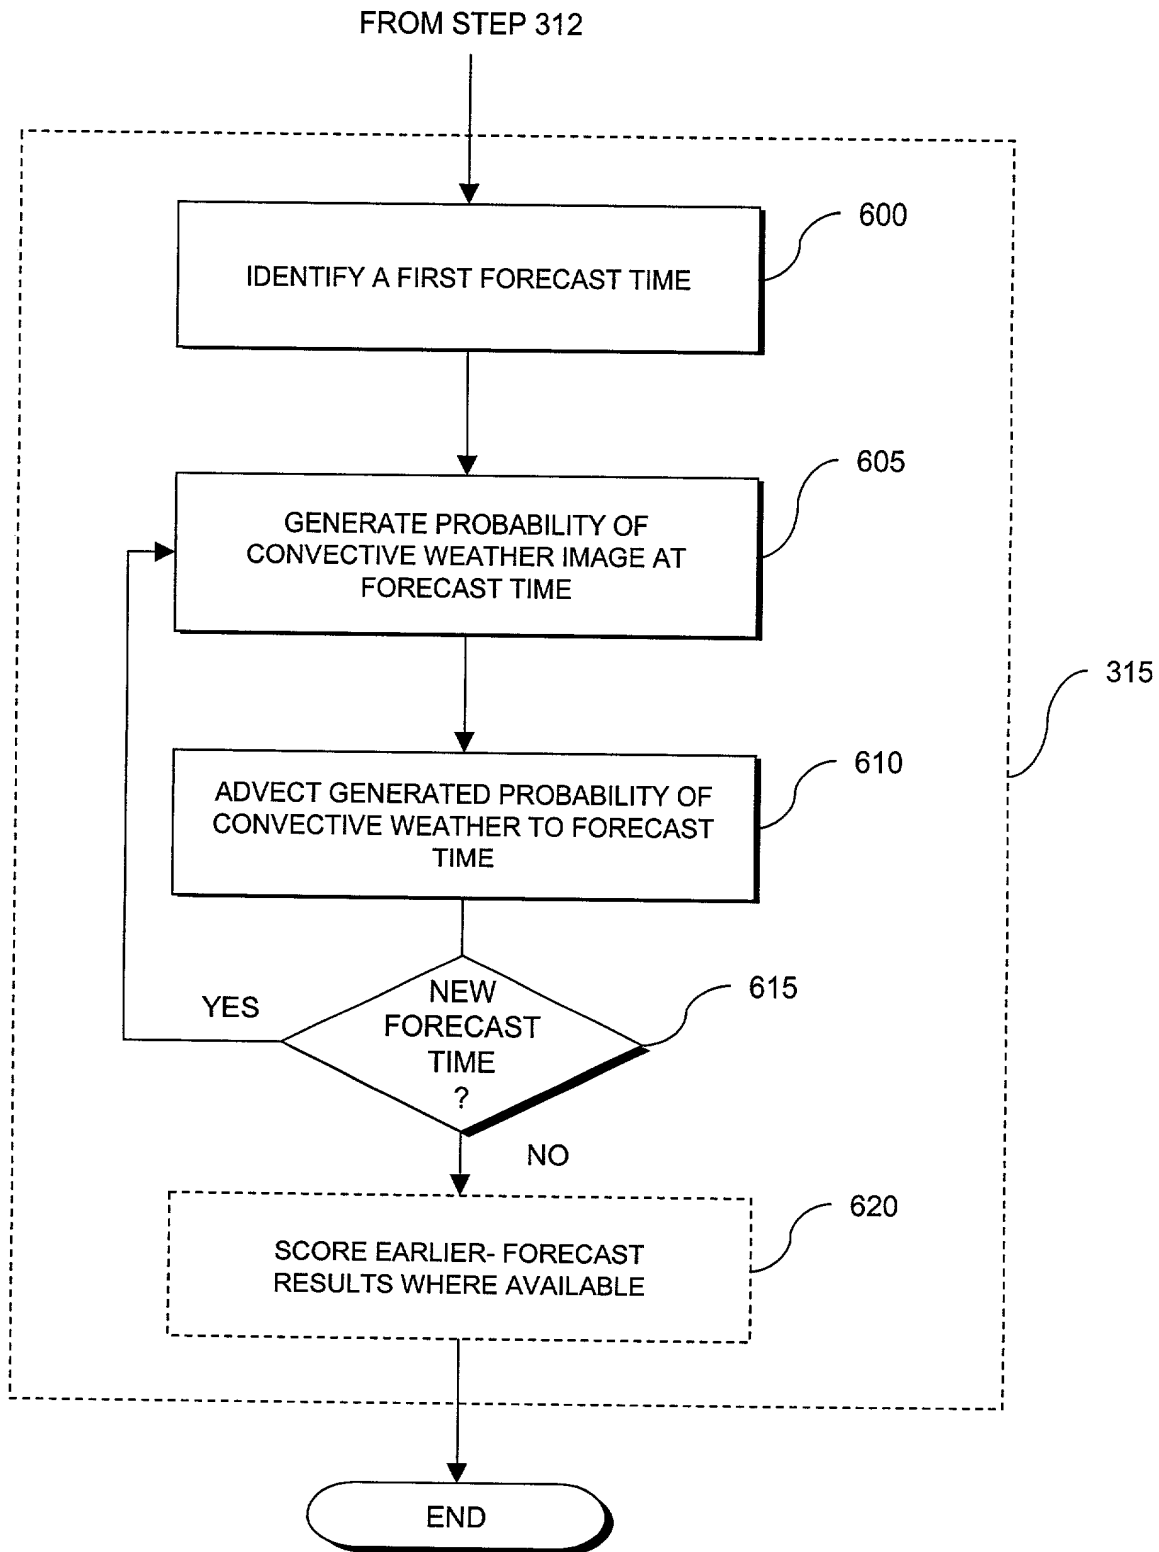 FROM STEP 312
600
IDENTIFY A FIRST FORECAST TIME
605
GENERATE PROBABILITY OF
CONVECTIVE WEATHER IMAGE AT
FORECAST TIME
315
610
ADVECT GENERATED PROBABILITY OF
CONVECTIVE WEATHER TO FORECAST
TIME
615
YES
NEW
FORECAST
TIME
?
NO
620
SCORE EARLIER- FORECAST
RESULTS WHERE AVAILABLE
END